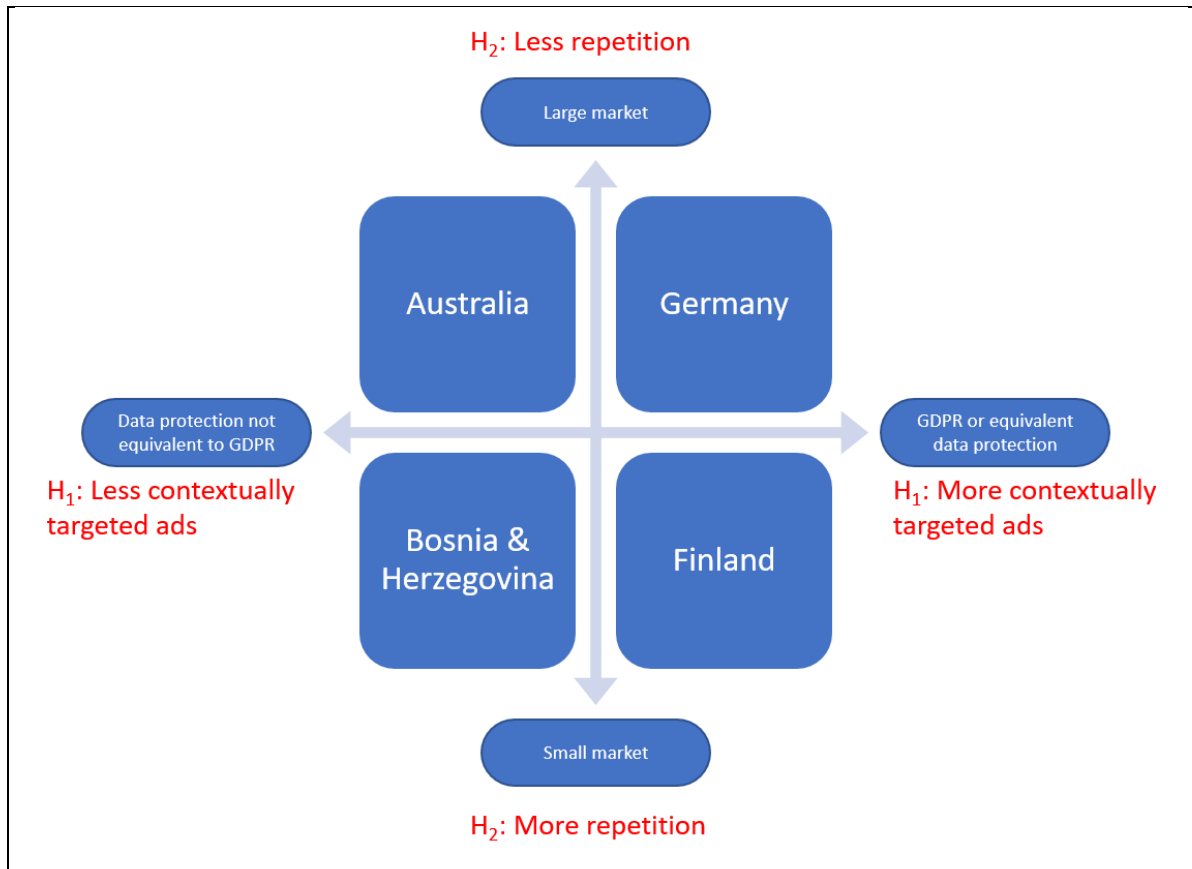 H₂: Less repetition
Large market
Australia
Germany
Data protection not
equivalent to GDPR
GDPR or equivalent
data protection
H₁: Less contextually
targeted ads
H₁: More contextually
targeted ads
Bosnia &
Herzegovina
Finland
Small market
H₂: More repetition